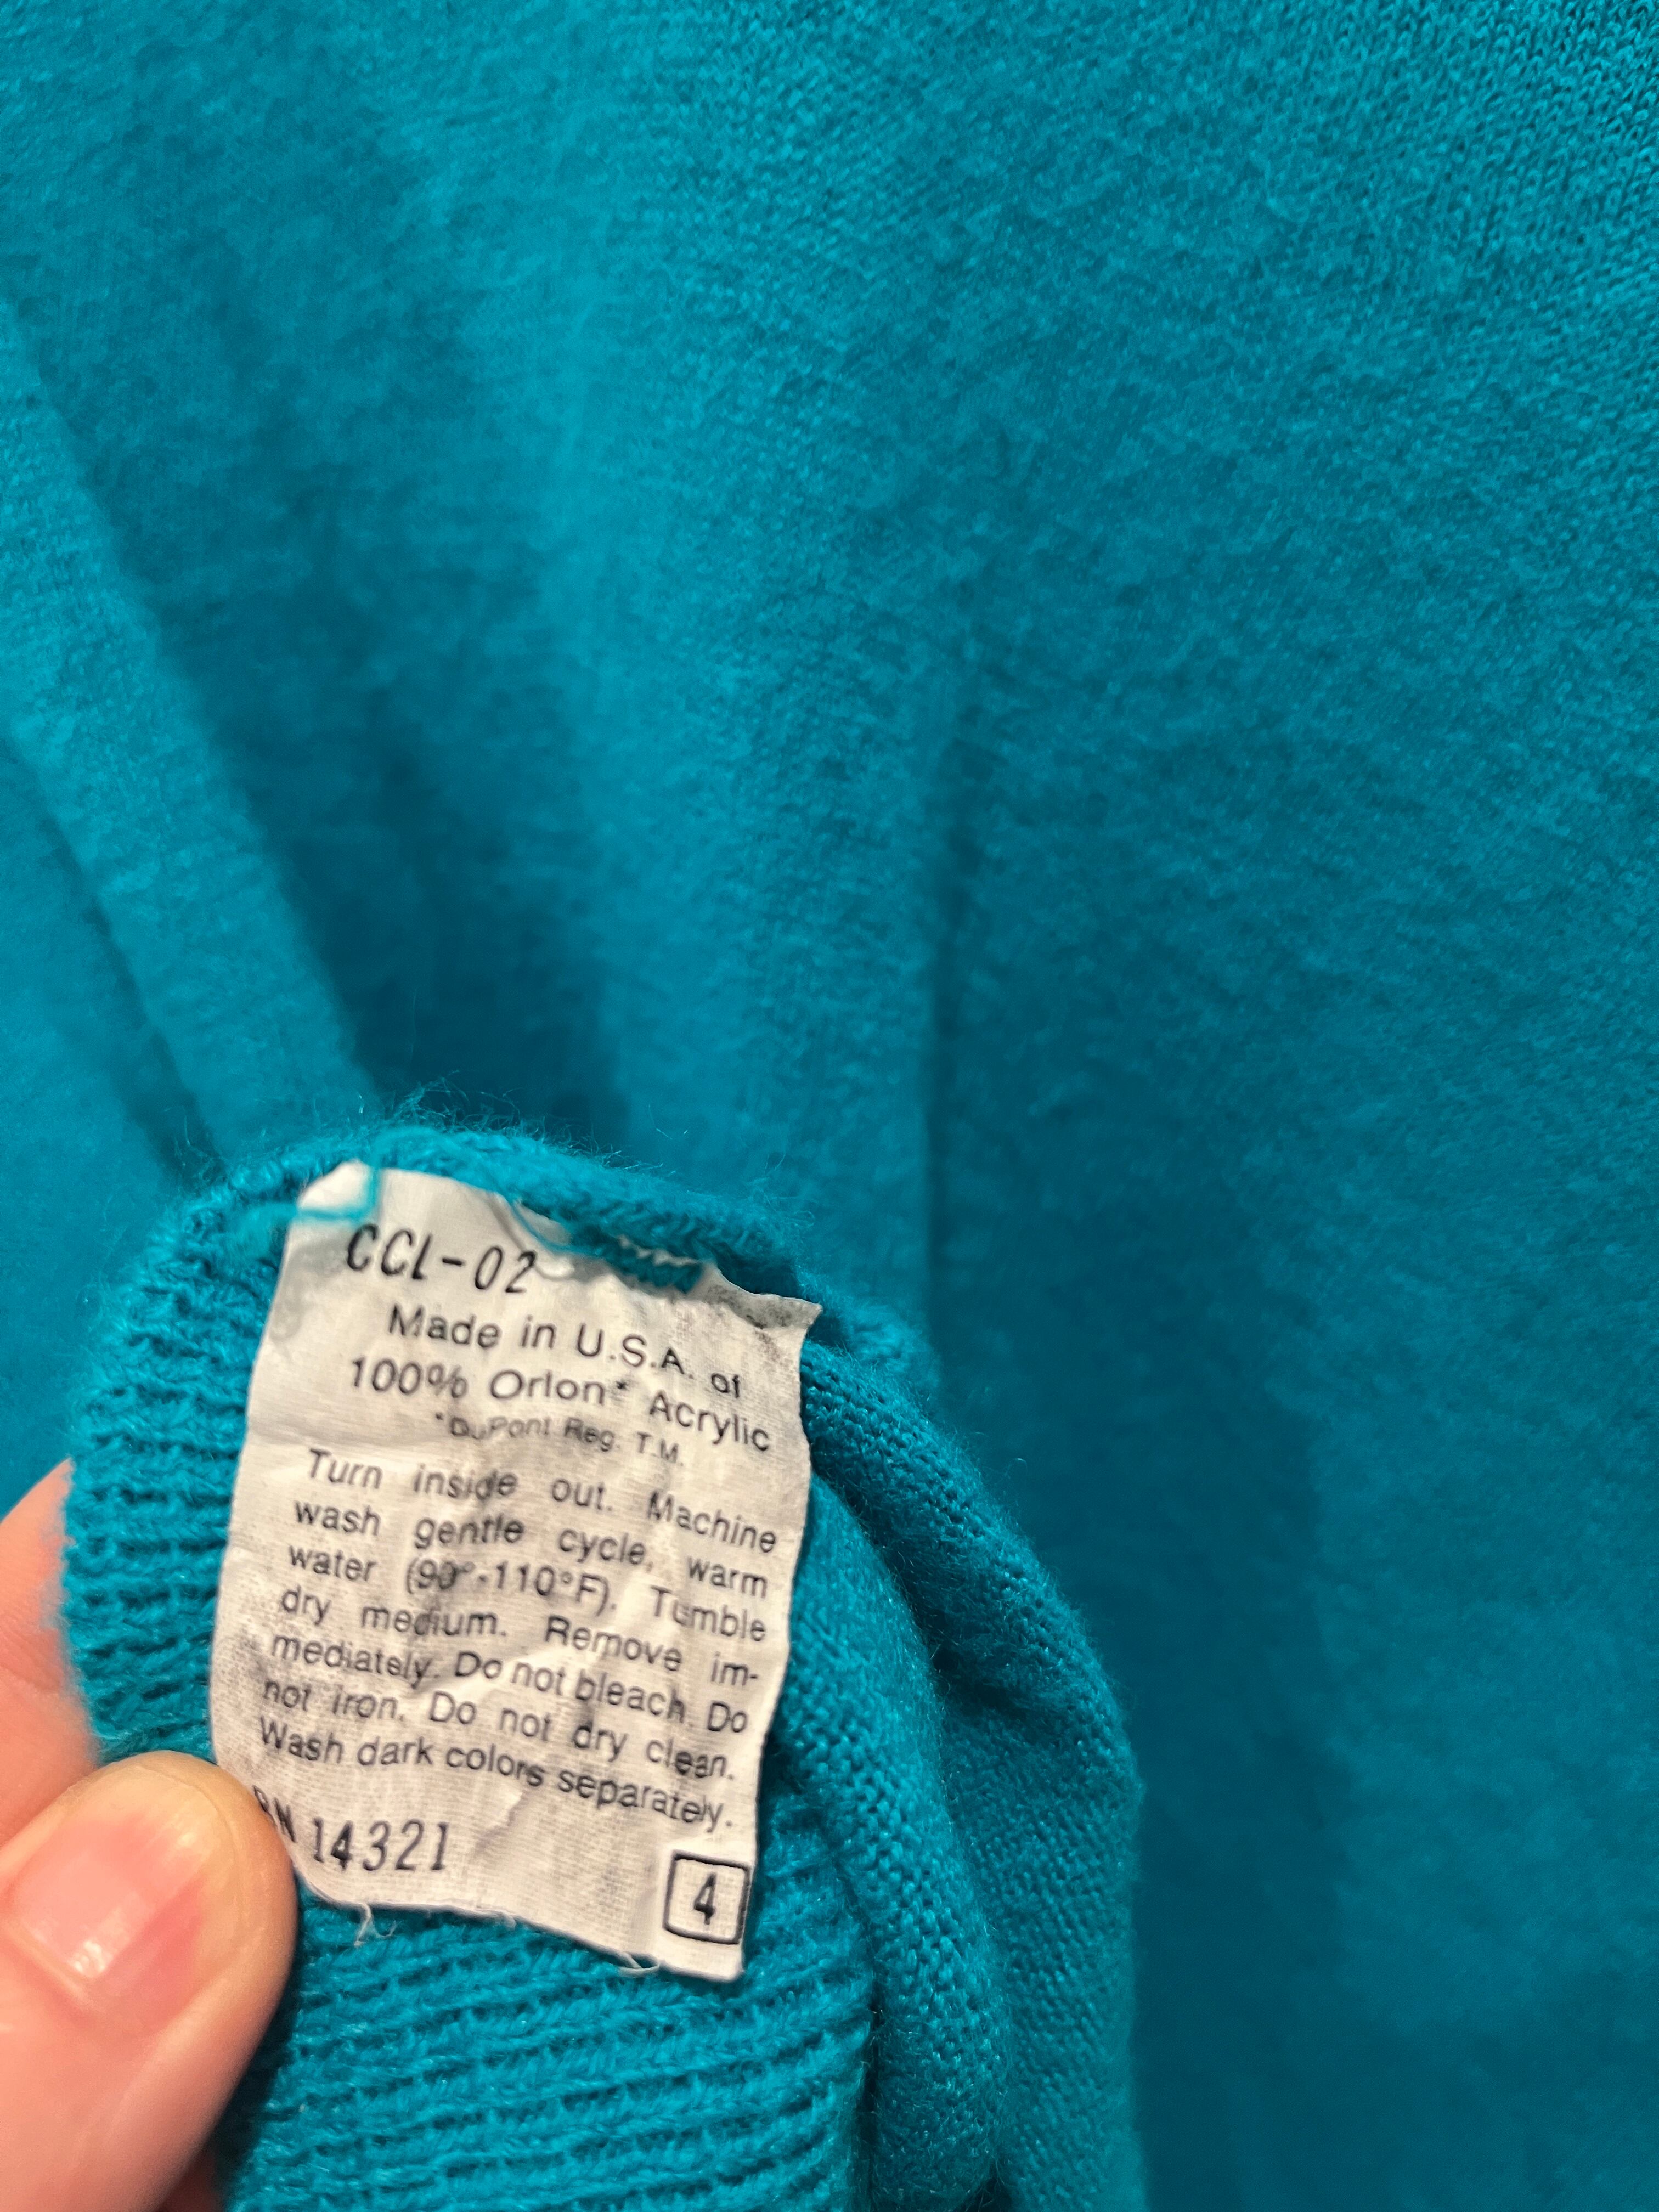 CCL-02
Made in U.S.A. of
100% Orlon* Acrylic
*DuPont Reg. T.M.
Turn inside out. Machine
wash gentle cycle, warm
water (90°-110°F). Tumble
dry medium. Remove im-
mediately. Do not bleach. Do
not iron. Do not dry clean.
Wash dark colors separately.
RN 14321
4